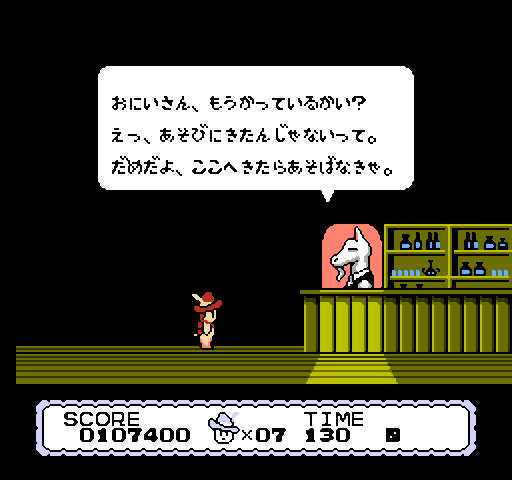 おにいさん、もうかっているかい?
えっ、あそびにきたんじゃないって。
だめだよ、ここへきたらあそばなきゃ。
SCORE TIME
0107400 ×07 130